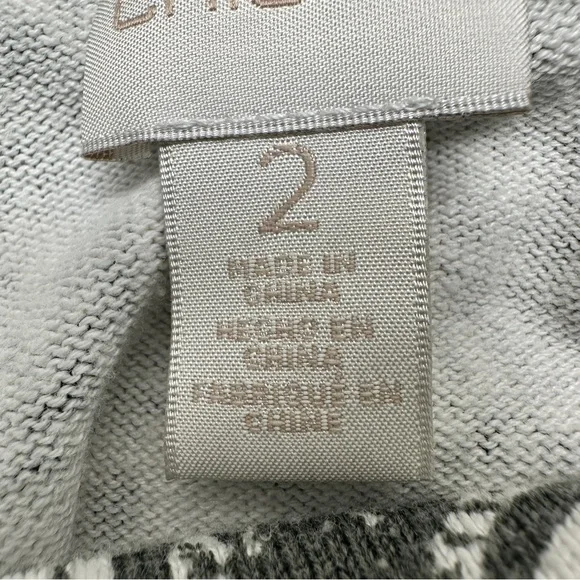 2
MADE IN
CHINA
HECHO EN
CHINA
FABRIQUÉ EN
CHINE